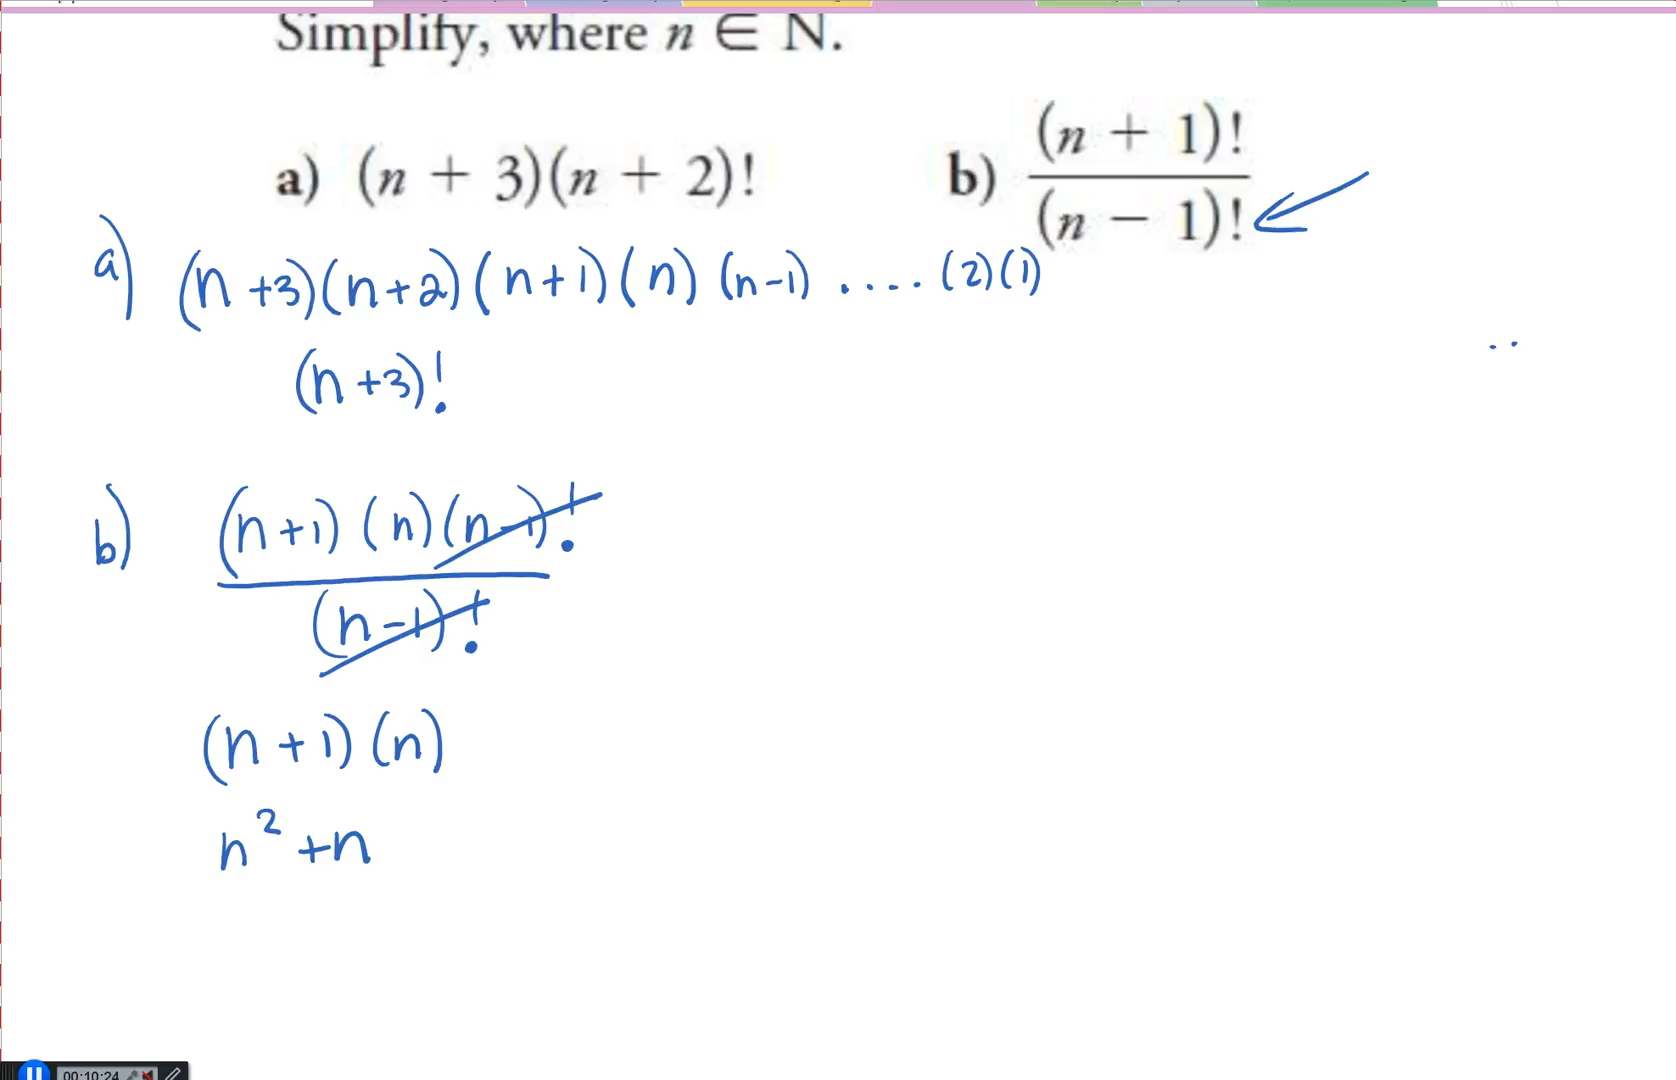 Simplify, where n ∈ N.
a) (n + 3)(n + 2)!
b) (n + 1)! / (n − 1)!
a) (n+3)(n+2)(n+1)(n)(n-1) .... (2)(1)
(n+3)!
b) (n+1)(n)(n-1)! / (n-1)!
(n+1)(n)
n² + n
00:10:24